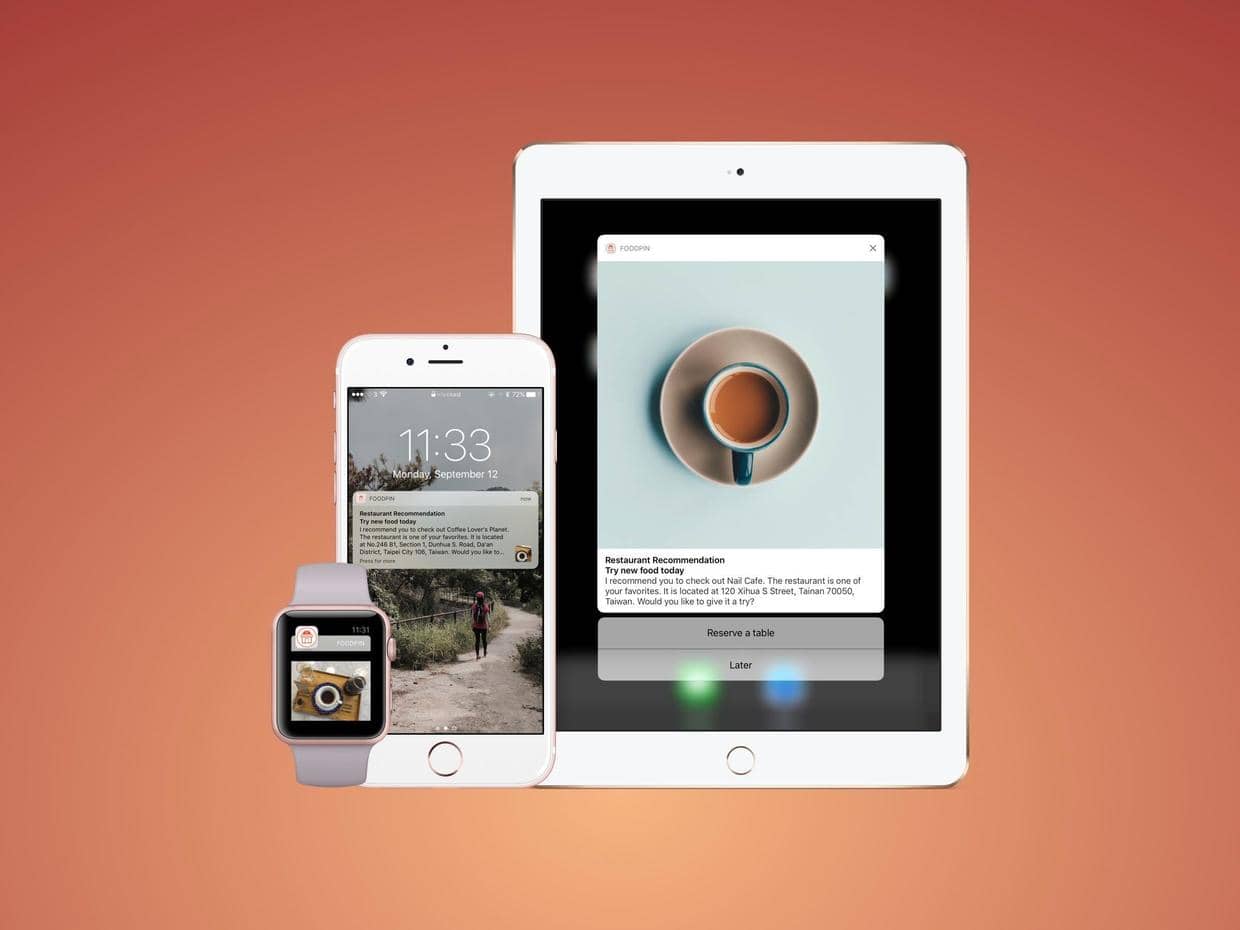 FOODPIN
Restaurant Recommendation
Try new food today
I recommend you to check out Nail Cafe. The restaurant is one of
your favorites. It is located at 120 Xihua S Street, Tainan 70050,
Taiwan. Would you like to give it a try?
Reserve a table
Later
3
72%
11:33
Monday, September 12
FOODPIN
now
Restaurant Recommendation
Try new food today
I recommend you to check out Coffee Lover's Planet.
The restaurant is one of your favorites. It is located
at No.246 B1, Section 1, Dunhua S. Road, Da'an
District, Taipei City 106, Taiwan. Would you like to...
Press for more
11:31
FOODPIN